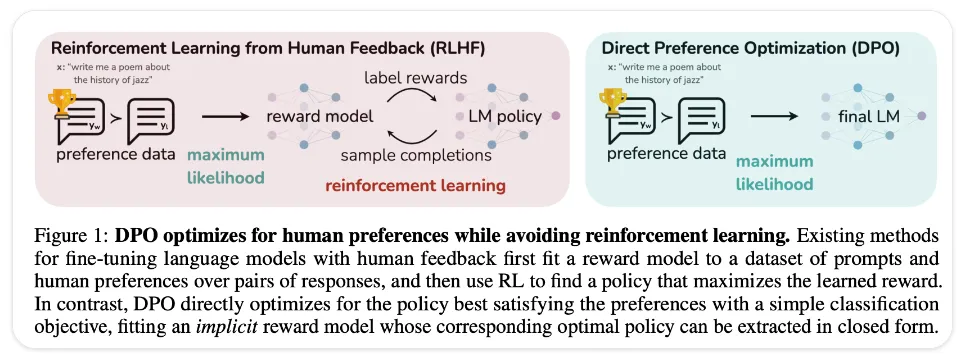 Reinforcement Learning from Human Feedback (RLHF)
x: “write me a poem about
the history of jazz”
yw > yl
preference data
maximum
likelihood
reward model
label rewards
sample completions
LM policy
reinforcement learning
Direct Preference Optimization (DPO)
x: “write me a poem about
the history of jazz”
yw > yl
preference data
maximum
likelihood
final LM
Figure 1: DPO optimizes for human preferences while avoiding reinforcement learning. Existing methods
for fine-tuning language models with human feedback first fit a reward model to a dataset of prompts and
human preferences over pairs of responses, and then use RL to find a policy that maximizes the learned reward.
In contrast, DPO directly optimizes for the policy best satisfying the preferences with a simple classification
objective, fitting an implicit reward model whose corresponding optimal policy can be extracted in closed form.